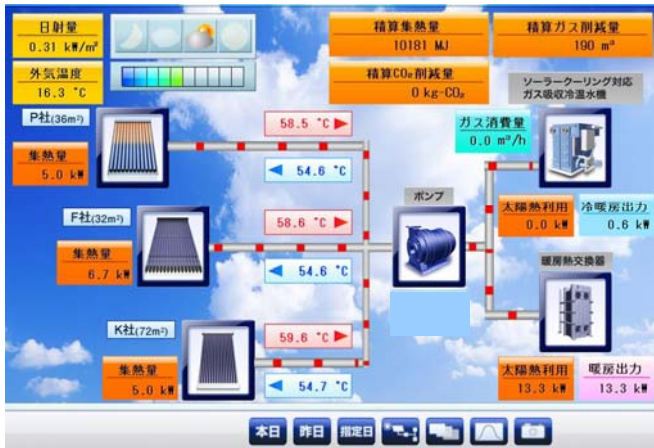 日射量
0.31 kW/m²
外気温度
16.3 °C
積算集熱量
10181 MJ
積算ガス削減量
190 m³
積算CO₂削減量
0 kg-CO₂
ソーラークーリング対応
ガス吸収冷温水機
P社(36m²)
集熱量
5.0 kW
58.5 °C
54.6 °C
ガス消費量
0.0 m³/h
太陽熱利用
0.0 kW
冷暖房出力
0.6 kW
ポンプ
F社(32m²)
集熱量
6.7 kW
58.6 °C
54.6 °C
暖房熱交換器
K社(72m²)
集熱量
5.0 kW
59.6 °C
54.7 °C
太陽熱利用
13.3 kW
暖房出力
13.3 kW
本日
昨日
指定日